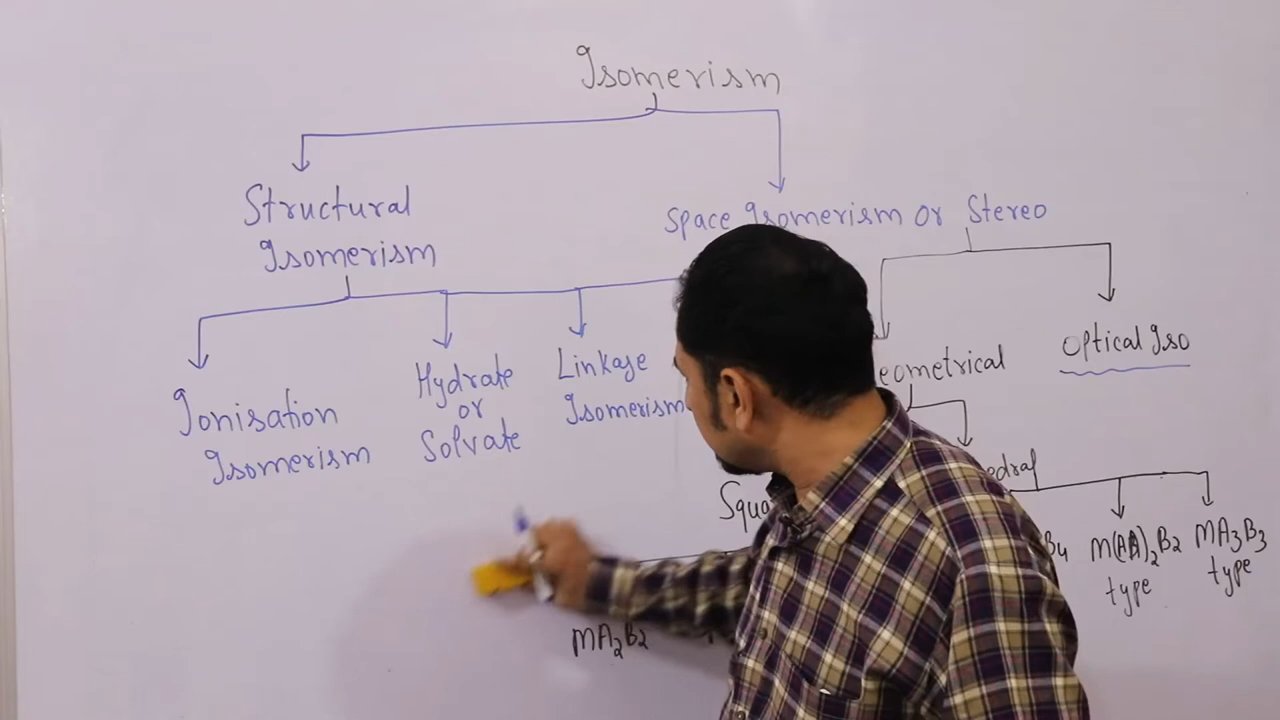 Isomerism
Structural
Isomerism
Space Isomerism or Stereo
Ionisation
Isomerism
Hydrate
or
Solvate
Linkage
Isomerism
eometrical
Optical Iso
Squa
edral
MA2B2
B4
M(AA)2B2
type
MA3B3
type